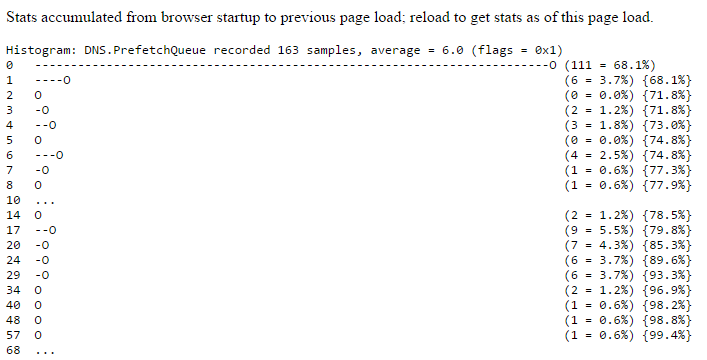 Stats accumulated from browser startup to previous page load; reload to get stats as of this page load.
Histogram: DNS.PrefetchQueue recorded 163 samples, average = 6.0 (flags = 0x1)
0 ------------------------------------------------------------------------O (111 = 68.1%)
1 ----O (6 = 3.7%) {68.1%}
2 O (0 = 0.0%) {71.8%}
3 -O (2 = 1.2%) {71.8%}
4 --O (3 = 1.8%) {73.0%}
5 O (0 = 0.0%) {74.8%}
6 ---O (4 = 2.5%) {74.8%}
7 -O (1 = 0.6%) {77.3%}
8 O (1 = 0.6%) {77.9%}
10 ...
14 O (2 = 1.2%) {78.5%}
17 --O (9 = 5.5%) {79.8%}
20 -O (7 = 4.3%) {85.3%}
24 -O (6 = 3.7%) {89.6%}
29 -O (6 = 3.7%) {93.3%}
34 O (2 = 1.2%) {96.9%}
40 O (1 = 0.6%) {98.2%}
48 O (1 = 0.6%) {98.8%}
57 O (1 = 0.6%) {99.4%}
68 ...